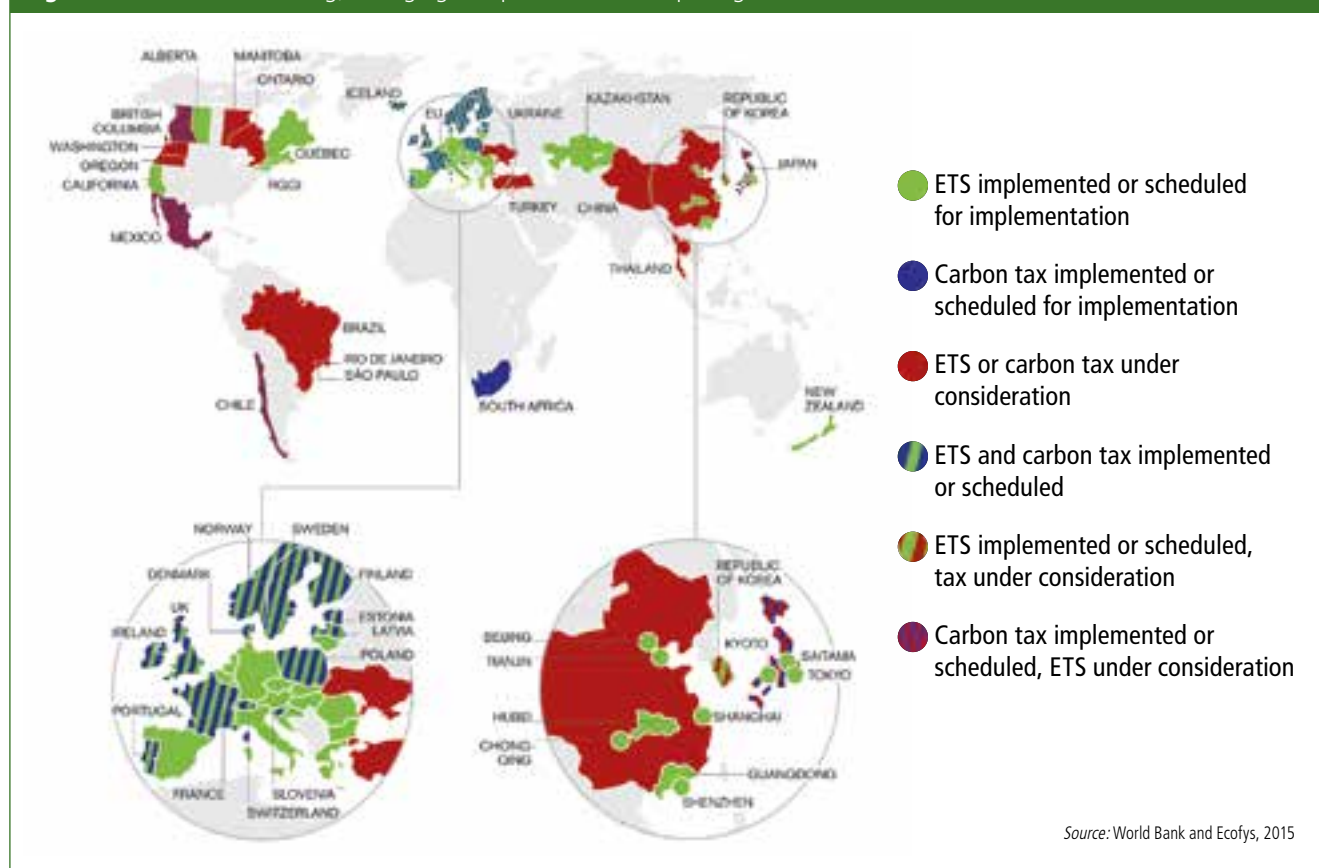 ALBERTA
MANITOBA
ONTARIO
ICELAND
EU
UKRAINE
KAZAKHSTAN
REPUBLIC
OF KOREA
BRITISH
COLUMBIA
WASHINGTON
OREGON
CALIFORNIA
QUÉBEC
RGGI
MEXICO
TURKEY
CHINA
JAPAN
THAILAND
BRAZIL
RIO DE JANEIRO
SÃO PAULO
CHILE
SOUTH AFRICA
NEW
ZEALAND
NORWAY
SWEDEN
DENMARK
FINLAND
UK
ESTONIA
IRELAND
LATVIA
POLAND
PORTUGAL
FRANCE
SLOVENIA
SWITZERLAND
REPUBLIC
OF KOREA
BEIJING
KYOTO
TIANJIN
SAITAMA
TOKYO
HUBEI
SHANGHAI
CHONG-
QING
GUANGDONG
SHENZHEN
ETS implemented or scheduled
for implementation
Carbon tax implemented or
scheduled for implementation
ETS or carbon tax under
consideration
ETS and carbon tax implemented
or scheduled
ETS implemented or scheduled,
tax under consideration
Carbon tax implemented or
scheduled, ETS under consideration
Source: World Bank and Ecofys, 2015